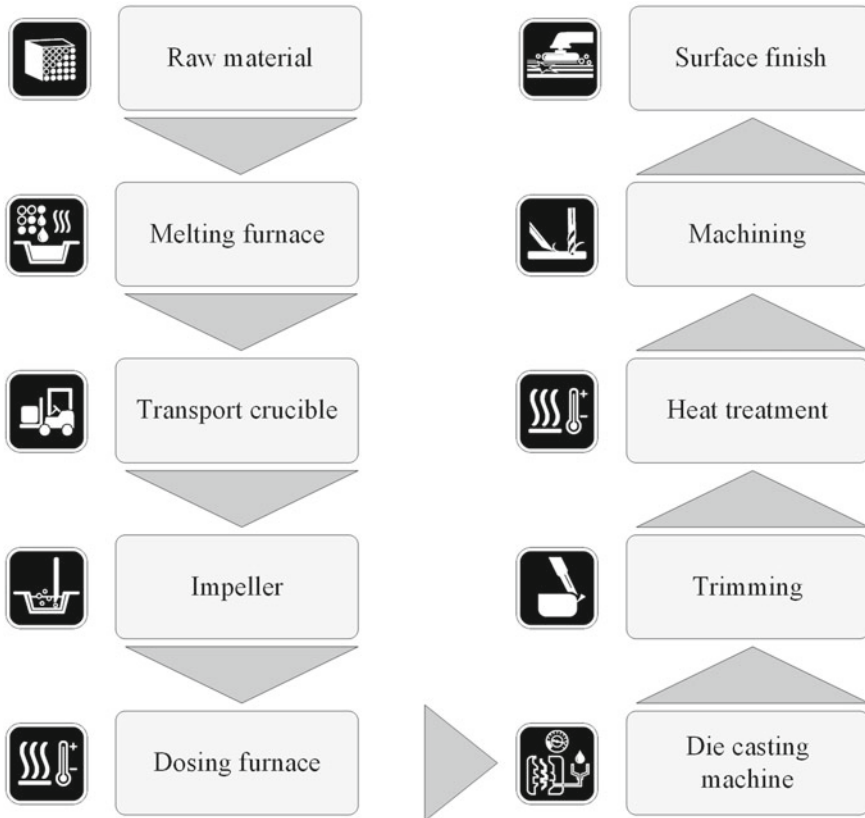 Raw material
Melting furnace
Transport crucible
Impeller
Dosing furnace
Die casting
machine
Trimming
Heat treatment
Machining
Surface finish